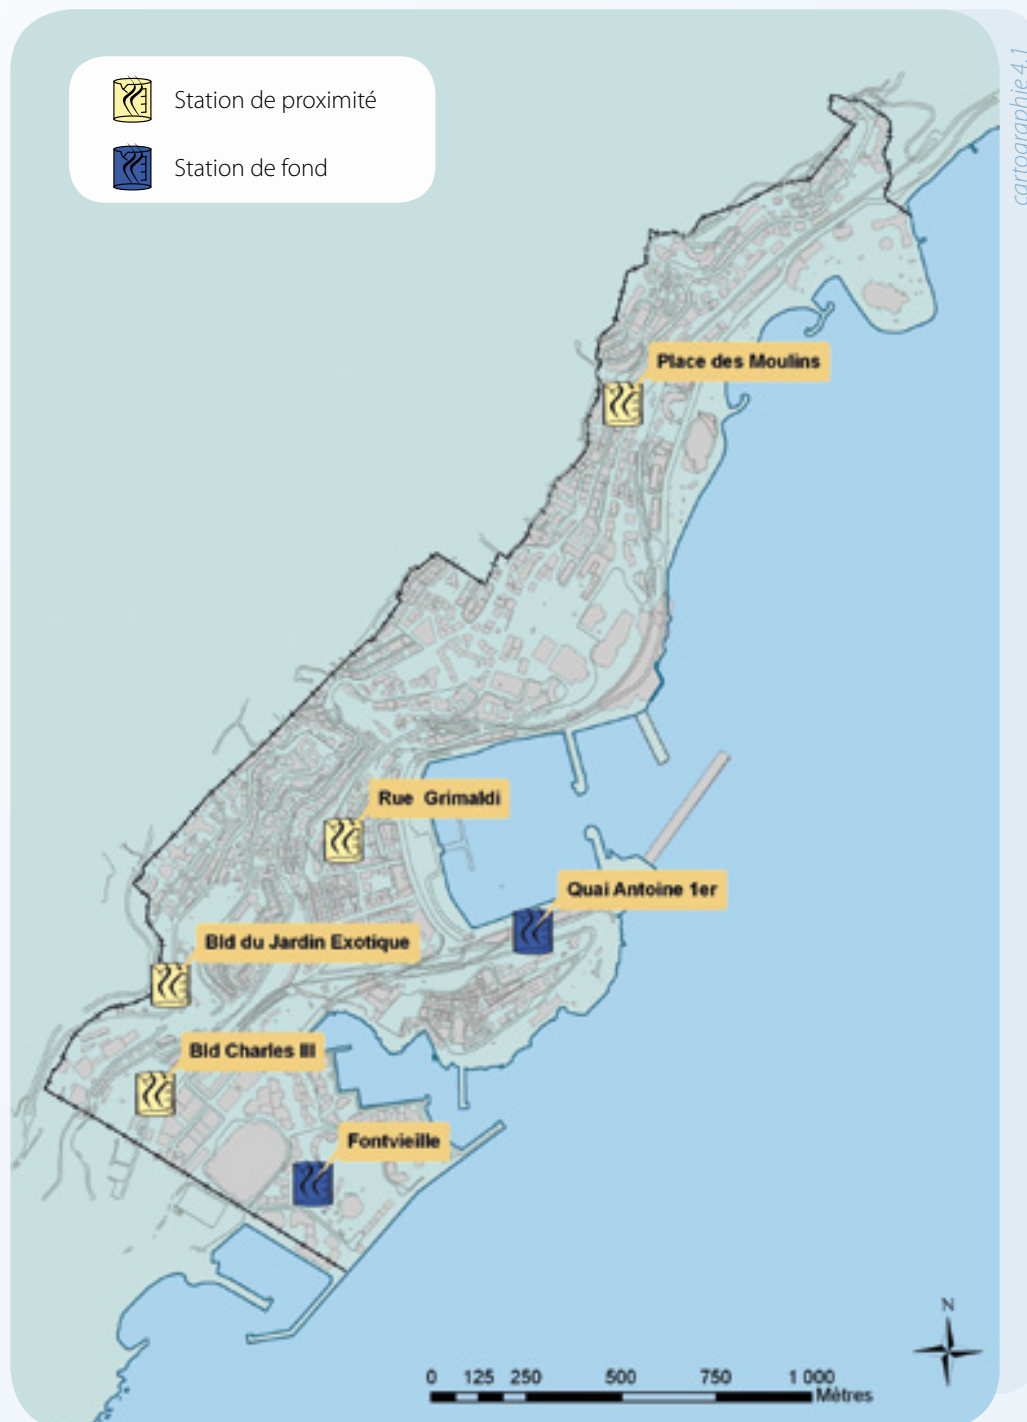 Station de proximité
Station de fond
cartographie 4.1
Place des Moulins
Rue Grimaldi
Quai Antoine 1er
Bld du Jardin Exotique
Bld Charles III
Fontvieille
N
0 125 250 500 750 1 000
Mètres